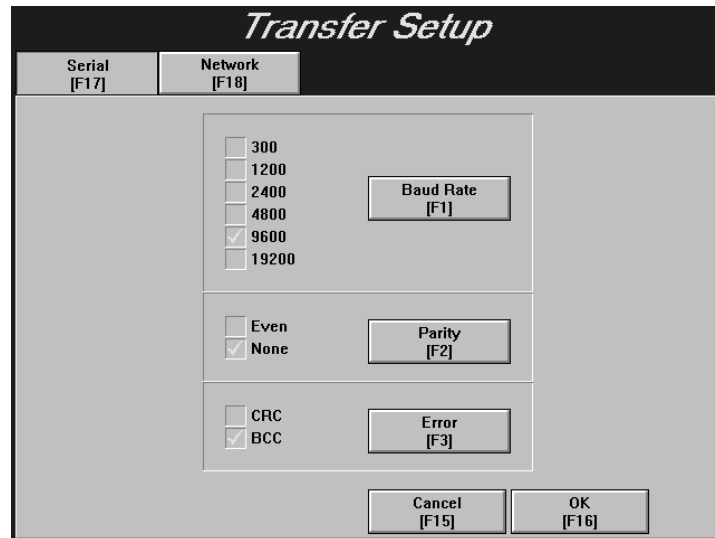 Transfer Setup
Serial
[F17]
Network
[F18]
300
1200
2400
4800
9600
19200
Baud Rate
[F1]
Even
None
Parity
[F2]
CRC
BCC
Error
[F3]
Cancel
[F15]
OK
[F16]